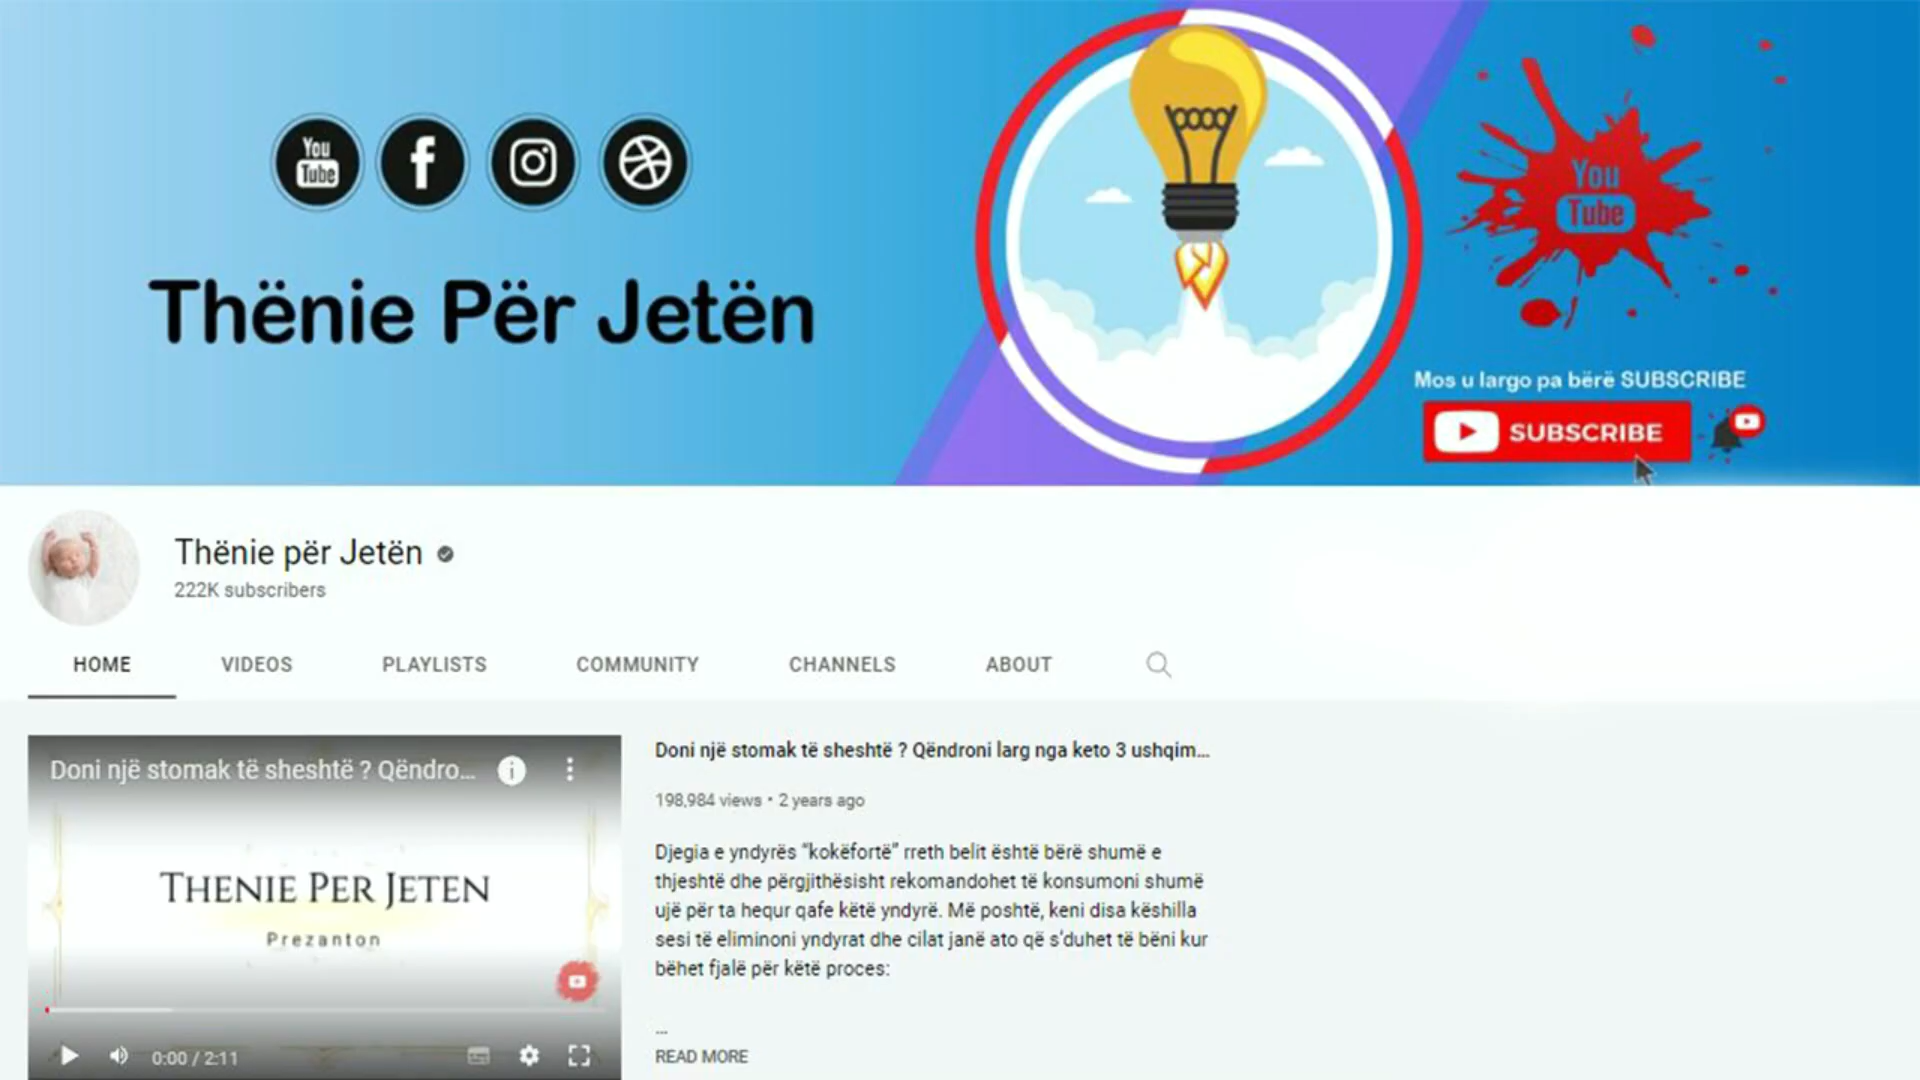 You
Tube
Thënie Për Jetën
You
Tube
Mos u largo pa bërë SUBSCRIBE
SUBSCRIBE
Thënie për Jetën
222K subscribers
HOME
VIDEOS
PLAYLISTS
COMMUNITY
CHANNELS
ABOUT
Doni një stomak të sheshtë ? Qëndro...
THENIE PER JETEN
Prezanton
0:00 / 2:11
Doni një stomak të sheshtë ? Qëndroni larg nga keto 3 ushqim...
198,984 views • 2 years ago
Djegia e yndyrës “kokëfortë” rreth belit është bërë shumë e
thjeshtë dhe përgjithësisht rekomandohet të konsumoni shumë
ujë për ta hequr qafe këtë yndyrë. Më poshtë, keni disa këshilla
sesi të eliminoni yndyrat dhe cilat janë ato që s’duhet të bëni kur
bëhet fjalë për këtë proces:
...
READ MORE